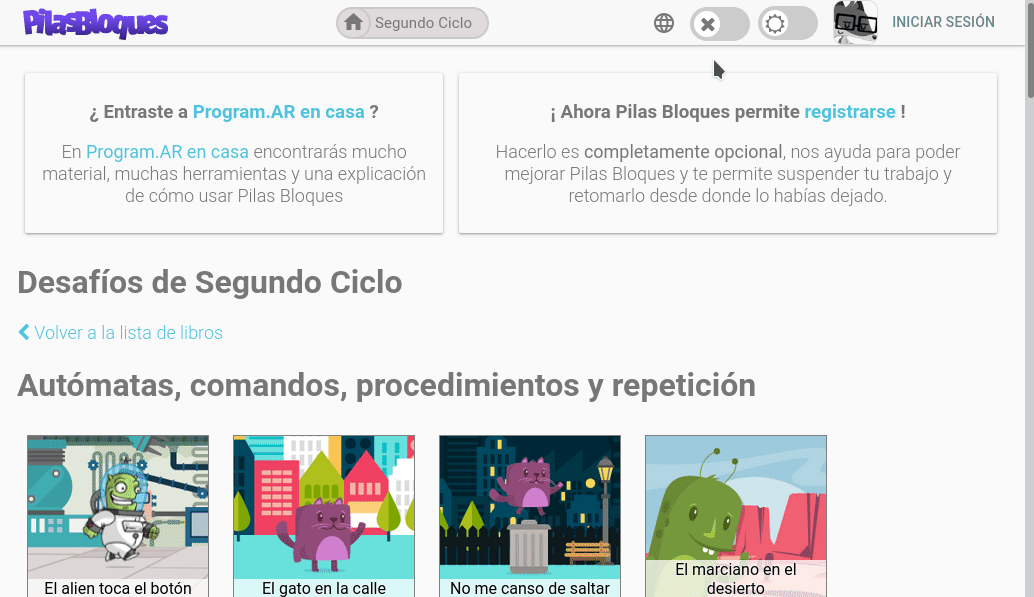 PilasBloques
Segundo Ciclo
INICIAR SESIÓN
¿ Entraste a Program.AR en casa ?
En Program.AR en casa encontrarás mucho
material, muchas herramientas y una explicación
de cómo usar Pilas Bloques
¡ Ahora Pilas Bloques permite registrarse !
Hacerlo es completamente opcional, nos ayuda para poder
mejorar Pilas Bloques y te permite suspender tu trabajo y
retomarlo desde donde lo habías dejado.
Desafíos de Segundo Ciclo
Volver a la lista de libros
Autómatas, comandos, procedimientos y repetición
El alien toca el botón
El gato en la calle
No me canso de saltar
El marciano en el
desierto